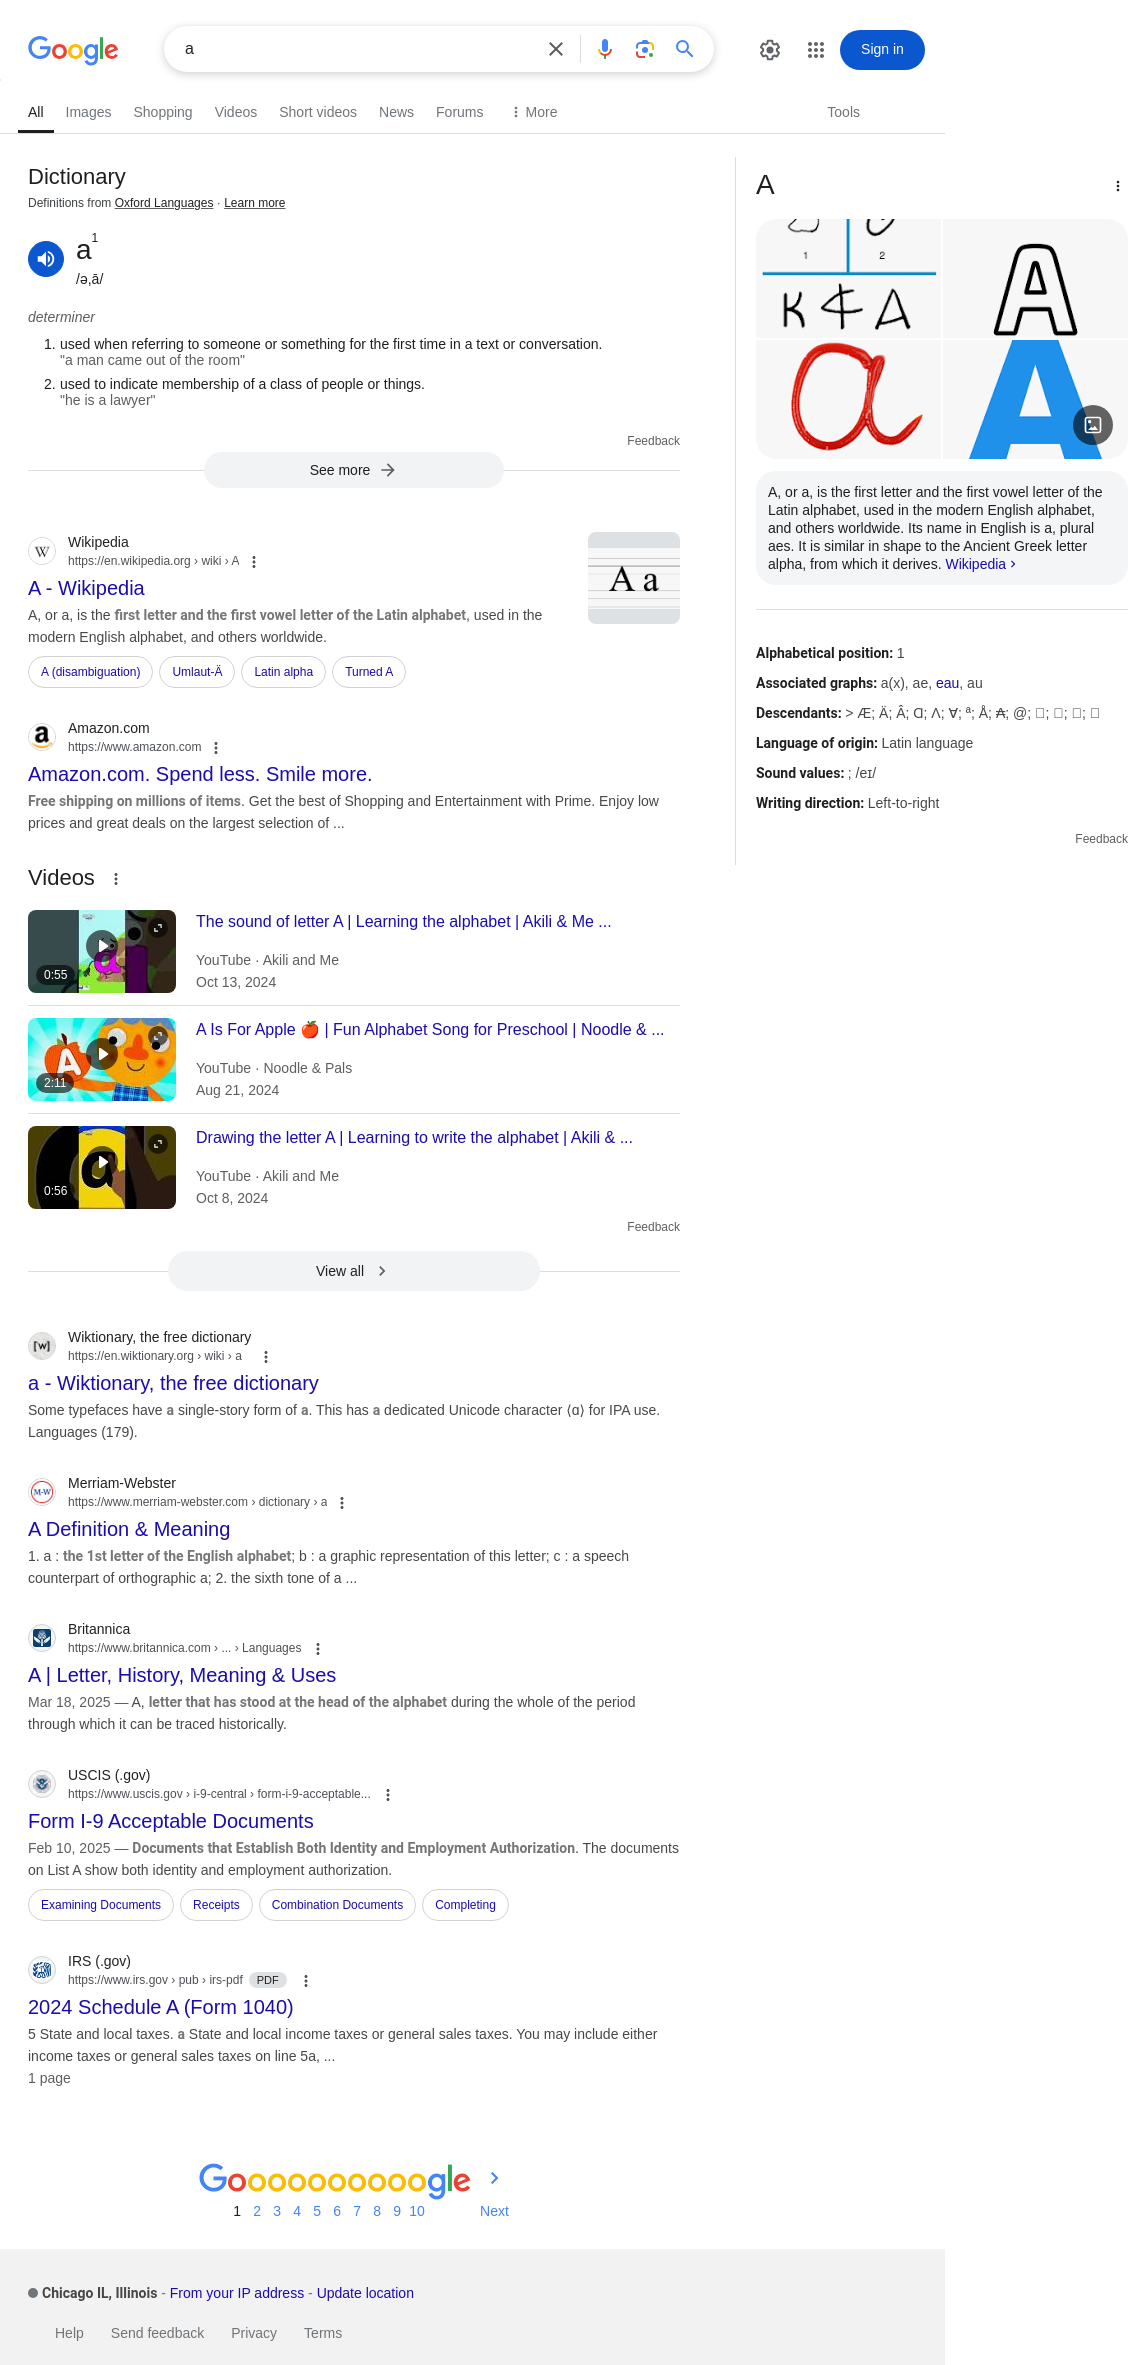 Google
a
Sign in
All
Images
Shopping
Videos
Short videos
News
Forums
More
Tools
Dictionary
Definitions from Oxford Languages · Learn more
a1
/ə,ā/
determiner
1. used when referring to someone or something for the first time in a text or conversation.
"a man came out of the room"
2. used to indicate membership of a class of people or things.
"he is a lawyer"
Feedback
See more
W
Wikipedia
https://en.wikipedia.org › wiki › A
A - Wikipedia
A, or a, is the first letter and the first vowel letter of the Latin alphabet, used in the
modern English alphabet, and others worldwide.
A a
A (disambiguation)
Umlaut-Ä
Latin alpha
Turned A
a
Amazon.com
https://www.amazon.com
Amazon.com. Spend less. Smile more.
Free shipping on millions of items. Get the best of Shopping and Entertainment with Prime. Enjoy low
prices and great deals on the largest selection of ...
Videos
0:55
The sound of letter A | Learning the alphabet | Akili & Me ...
YouTube · Akili and Me
Oct 13, 2024
A
2:11
A Is For Apple 🍎 | Fun Alphabet Song for Preschool | Noodle & ...
YouTube · Noodle & Pals
Aug 21, 2024
a
0:56
Drawing the letter A | Learning to write the alphabet | Akili & ...
YouTube · Akili and Me
Oct 8, 2024
Feedback
View all
[w]
Wiktionary, the free dictionary
https://en.wiktionary.org › wiki › a
a - Wiktionary, the free dictionary
Some typefaces have a single-story form of a. This has a dedicated Unicode character ⟨ɑ⟩ for IPA use.
Languages (179).
M-W
Merriam-Webster
https://www.merriam-webster.com › dictionary › a
A Definition & Meaning
1. a : the 1st letter of the English alphabet; b : a graphic representation of this letter; c : a speech
counterpart of orthographic a; 2. the sixth tone of a ...
Britannica
https://www.britannica.com › ... › Languages
A | Letter, History, Meaning & Uses
Mar 18, 2025 — A, letter that has stood at the head of the alphabet during the whole of the period
through which it can be traced historically.
USCIS (.gov)
https://www.uscis.gov › i-9-central › form-i-9-acceptable...
Form I-9 Acceptable Documents
Feb 10, 2025 — Documents that Establish Both Identity and Employment Authorization. The documents
on List A show both identity and employment authorization.
Examining Documents
Receipts
Combination Documents
Completing
IRS (.gov)
https://www.irs.gov › pub › irs-pdf PDF
2024 Schedule A (Form 1040)
5 State and local taxes. a State and local income taxes or general sales taxes. You may include either
income taxes or general sales taxes on line 5a, ...
1 page
A
1
2
К Ф А
A
a
A
A, or a, is the first letter and the first vowel letter of the
Latin alphabet, used in the modern English alphabet,
and others worldwide. Its name in English is a, plural
aes. It is similar in shape to the Ancient Greek letter
alpha, from which it derives. Wikipedia ›
Alphabetical position: 1
Associated graphs: a(x), ae, eau, au
Descendants: > Æ; Ä; Â; Ɑ; Ʌ; Ɐ; ª; Å; ₳; @;
Language of origin: Latin language
Sound values: ; /eɪ/
Writing direction: Left-to-right
Feedback
Goooooooooogle
1 2 3 4 5 6 7 8 9 10 Next
Chicago IL, Illinois - From your IP address - Update location
Help
Send feedback
Privacy
Terms